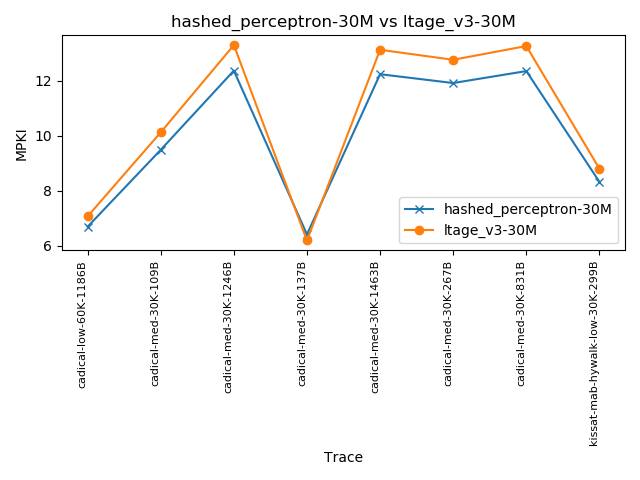 hashed_perceptron-30M vs ltage_v3-30M
MPKI
12
10
8
6
hashed_perceptron-30M
ltage_v3-30M
cadical-low-60K-1186B
cadical-med-30K-109B
cadical-med-30K-1246B
cadical-med-30K-137B
cadical-med-30K-1463B
cadical-med-30K-267B
cadical-med-30K-831B
kissat-mab-hywalk-low-30K-299B
Trace